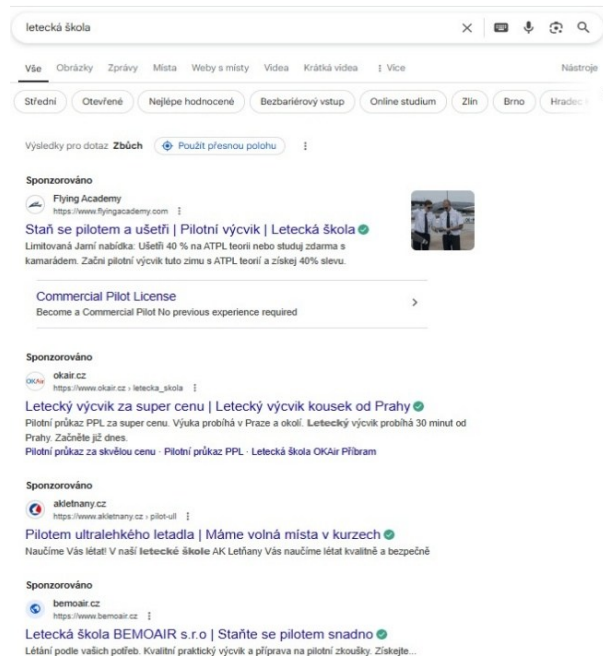 letecká škola
Vše Obrázky Zprávy Místa Weby s místy Videa Krátká videa Více Nástroje
Střední Otevřené Nejlépe hodnocené Bezbariérový vstup Online studium Zlín Brno Hradec
Výsledky pro dotaz Zbůch Použít přesnou polohu
Sponzorováno
Flying Academy
https://www.flyingacademy.com
Staň se pilotem a ušetři | Pilotní výcvik | Letecká škola
Limitovaná Jarní nabídka: Ušetři 40 % na ATPL teorii nebo studuj zdarma s
kamarádem. Začni pilotní výcvik tuto zimu s ATPL teorií a získej 40% slevu.
Commercial Pilot License
Become a Commercial Pilot No previous experience required
Sponzorováno
OKAir
okair.cz
https://www.okair.cz › letecka_skola
Letecký výcvik za super cenu | Letecký výcvik kousek od Prahy
Pilotní průkaz PPL za super cenu. Výuka probíhá v Praze a okolí. Letecký výcvik probíhá 30 minut od
Prahy. Začněte již dnes.
Pilotní průkaz za skvělou cenu · Pilotní průkaz PPL · Letecká škola OKAir Příbram
Sponzorováno
akletnany.cz
https://www.akletnany.cz › pilot-ull
Pilotem ultralehkého letadla | Máme volná místa v kurzech
Naučíme Vás létat! V naší letecké škole AK Letňany Vás naučíme létat kvalitně a bezpečně
Sponzorováno
bemoair.cz
https://www.bemoair.cz
Letecká škola BEMOAIR s.r.o | Staňte se pilotem snadno
Létání podle vašich potřeb. Kvalitní praktický výcvik a příprava na pilotní zkoušky. Získejte...